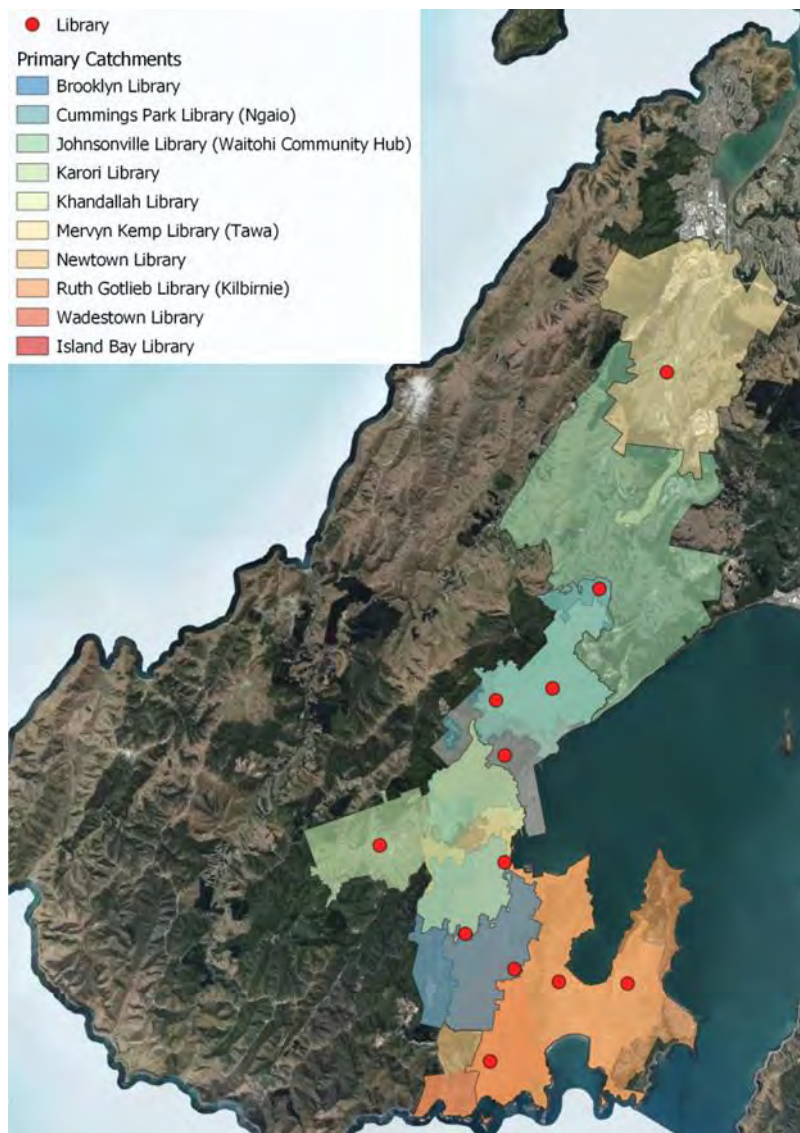 Library
Primary Catchments
Brooklyn Library
Cummings Park Library (Ngaio)
Johnsonville Library (Waitohi Community Hub)
Karori Library
Khandallah Library
Mervyn Kemp Library (Tawa)
Newtown Library
Ruth Gotlieb Library (Kilbirnie)
Wadestown Library
Island Bay Library